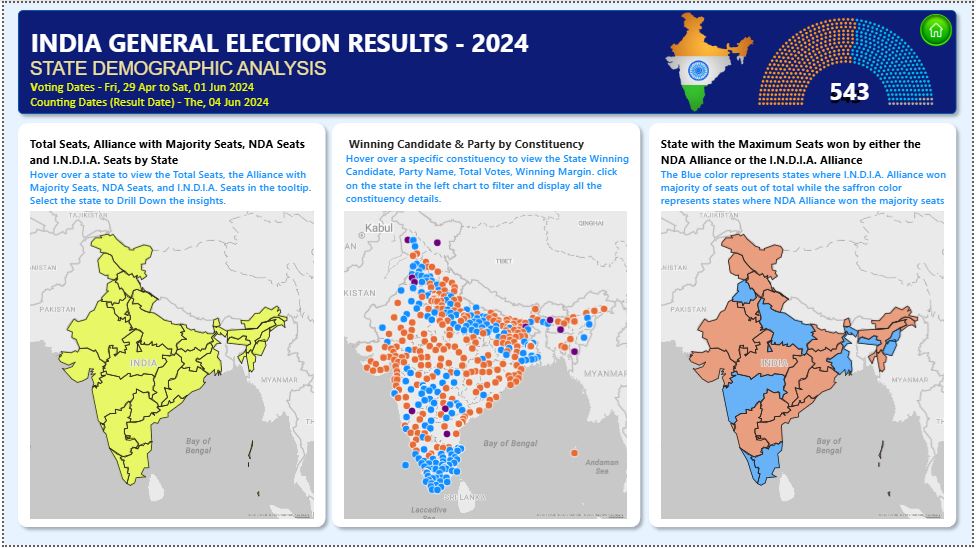 INDIA GENERAL ELECTION RESULTS - 2024
STATE DEMOGRAPHIC ANALYSIS
Voting Dates - Fri, 29 Apr to Sat, 01 Jun 2024
Counting Dates (Result Date) - The, 04 Jun 2024
543
Total Seats, Alliance with Majority Seats, NDA Seats
and I.N.D.I.A. Seats by State
Hover over a state to view the Total Seats, the Alliance with
Majority Seats, NDA Seats, and I.N.D.I.A. Seats in the tooltip.
Select the state to Drill Down the insights.
TAJIKISTAN
NISTAN
PAKISTAN
INDIA
MYANMAR
Bay of
Bengal
TH
Winning Candidate & Party by Constituency
Hover over a specific constituency to view the State Winning
Candidate, Party Name, Total Votes, Winning Margin. click
on the state in the left chart to filter and display all the
constituency details.
Kabul
QINGHAI
AN
TIBET
KISTAN
MYANMAR
Bay of Bengal
Andaman
Sea
SRI LANKA
Laccadive
Sea
State with the Maximum Seats won by either the
NDA Alliance or the I.N.D.I.A. Alliance
The Blue color represents states where I.N.D.I.A. Alliance won
majority of seats out of total while the saffron color
represents states where NDA Alliance won the majority seats
TAJIKISTAN
NISTAN
PAKISTAN
INDIA
MYANMAR
Bay of
Bengal
TH